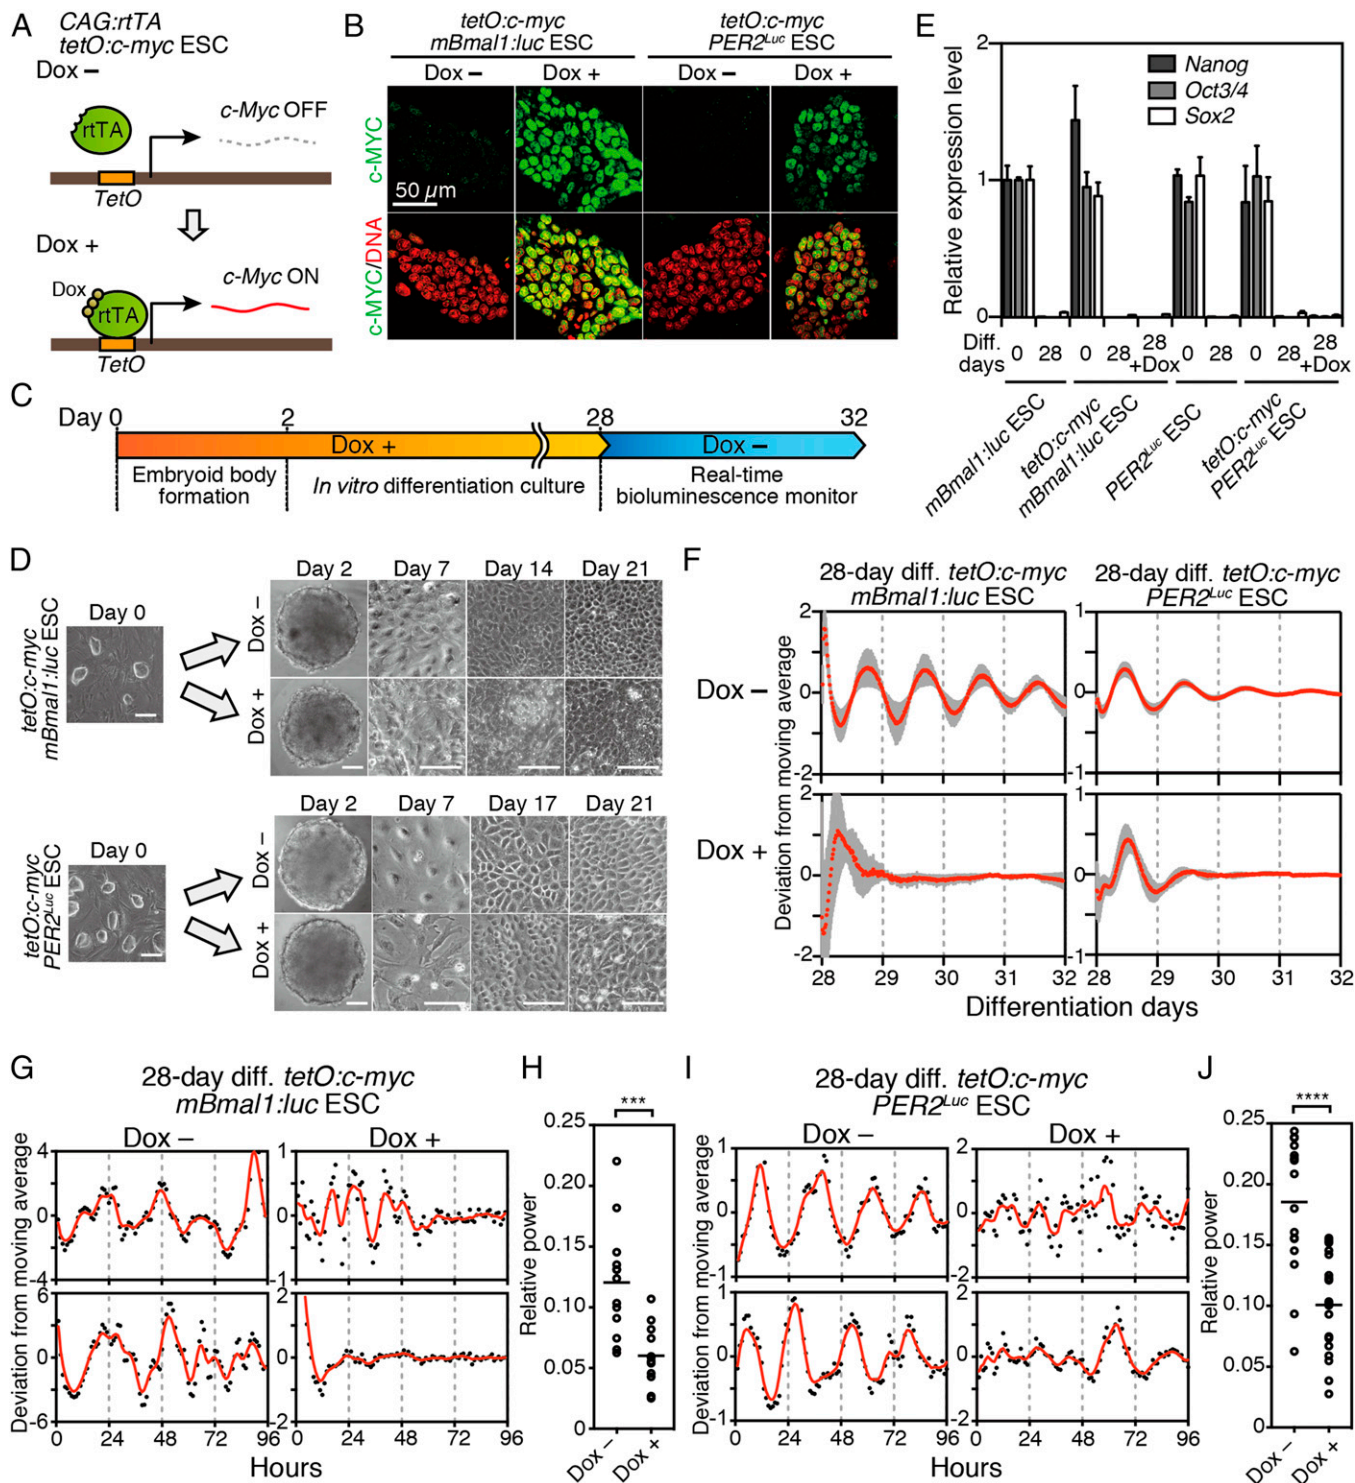 A
CAG:rtTA
tetO:c-myc ESC
Dox −
rtTA
c-Myc OFF
TetO
Dox +
Dox
rtTA
c-Myc ON
TetO
B
tetO:c-myc
mBmal1:luc ESC
tetO:c-myc
PER2Luc ESC
Dox − Dox + Dox − Dox +
c-MYC
50 µm
c-MYC/DNA
C
Day 0 2 28 32
Dox + Dox −
Embryoid body
formation
In vitro differentiation culture
Real-time
bioluminescence monitor
D
tetO:c-myc
mBmal1:luc ESC
Day 0
Day 2 Day 7 Day 14 Day 21
Dox −
Dox +
tetO:c-myc
PER2Luc ESC
Day 0
Day 2 Day 7 Day 17 Day 21
Dox −
Dox +
E
Relative expression level
2
1
0
Nanog
Oct3/4
Sox2
Diff.
days
0 28 0 28 28
+Dox
0 28 0 28 28
+Dox
mBmal1:luc ESC
tetO:c-myc
mBmal1:luc ESC
PER2Luc ESC
tetO:c-myc
PER2Luc ESC
F
28-day diff. tetO:c-myc
mBmal1:luc ESC
28-day diff. tetO:c-myc
PER2Luc ESC
Dox −
Dox +
Deviation from moving average
2
0
-2
1
0
-1
2
0
-2
1
0
-1
28 29 30 31 32
28 29 30 31 32
Differentiation days
G
28-day diff. tetO:c-myc
mBmal1:luc ESC
Dox − Dox +
Deviation from moving average
4
0
-4
1
0
-1
6
0
-6
2
0
-2
0 24 48 72 96
0 24 48 72 96
Hours
H
***
Relative power
0.25
0.20
0.15
0.10
0.05
0
Dox −
Dox +
I
28-day diff. tetO:c-myc
PER2Luc ESC
Dox − Dox +
Deviation from moving average
1
0
-1
2
0
-2
1
0
-1
2
0
-2
0 24 48 72 96
0 24 48 72 96
Hours
J
****
Relative power
0.25
0.20
0.15
0.10
0.05
0
Dox −
Dox +